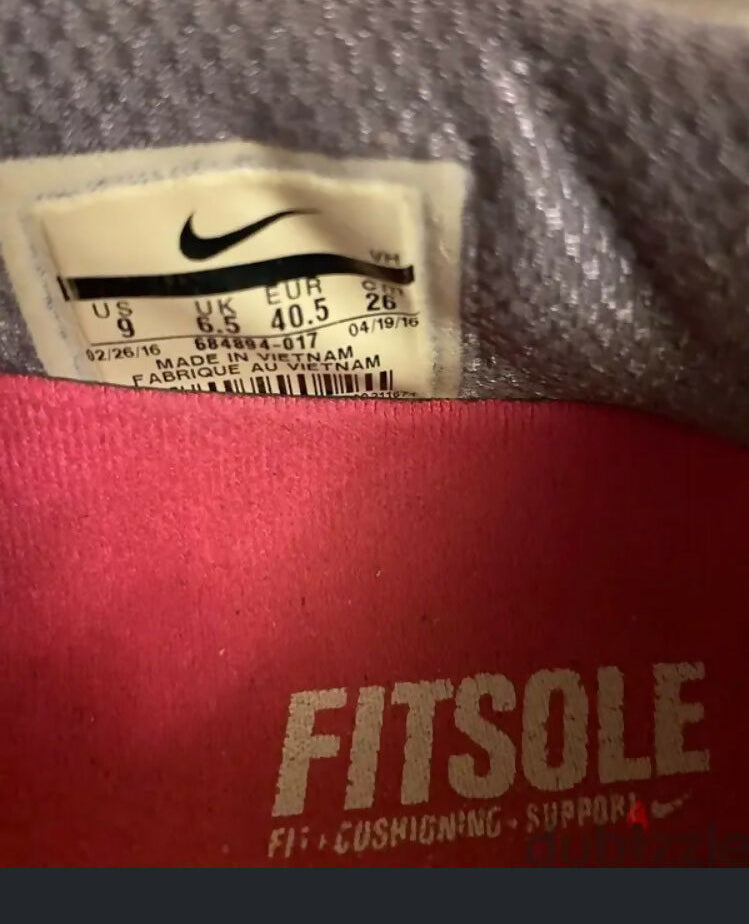 VH
US UK EUR cm
9 6.5 40.5 26
02/26/16 684894-017 04/19/16
MADE IN VIETNAM
FABRIQUE AU VIETNAM
FITSOLE
FIT • CUSHIONING • SUPPORT
dubizzle